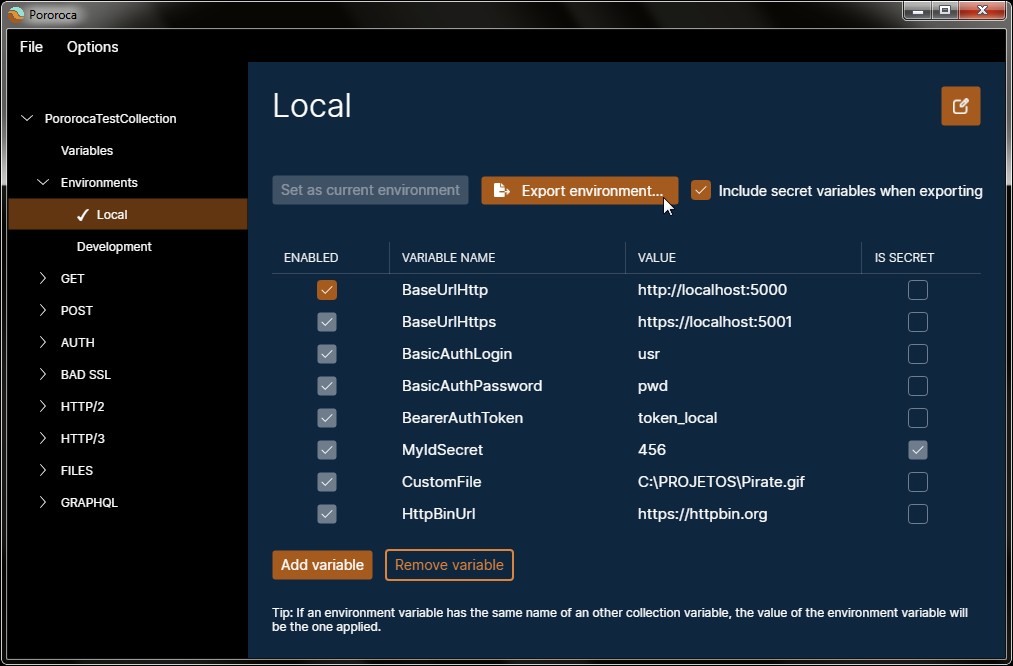 Pororoca
File Options
PororocaTestCollection
Variables
Environments
Local
Development
GET
POST
AUTH
BAD SSL
HTTP/2
HTTP/3
FILES
GRAPHQL
Local
Set as current environment Export environment... Include secret variables when exporting
ENABLED VARIABLE NAME VALUE IS SECRET
BaseUrlHttp http://localhost:5000
BaseUrlHttps https://localhost:5001
BasicAuthLogin usr
BasicAuthPassword pwd
BearerAuthToken token_local
MyIdSecret 456
CustomFile C:\PROJETOS\Pirate.gif
HttpBinUrl https://httpbin.org
Add variable Remove variable
Tip: If an environment variable has the same name of an other collection variable, the value of the environment variable will
be the one applied.